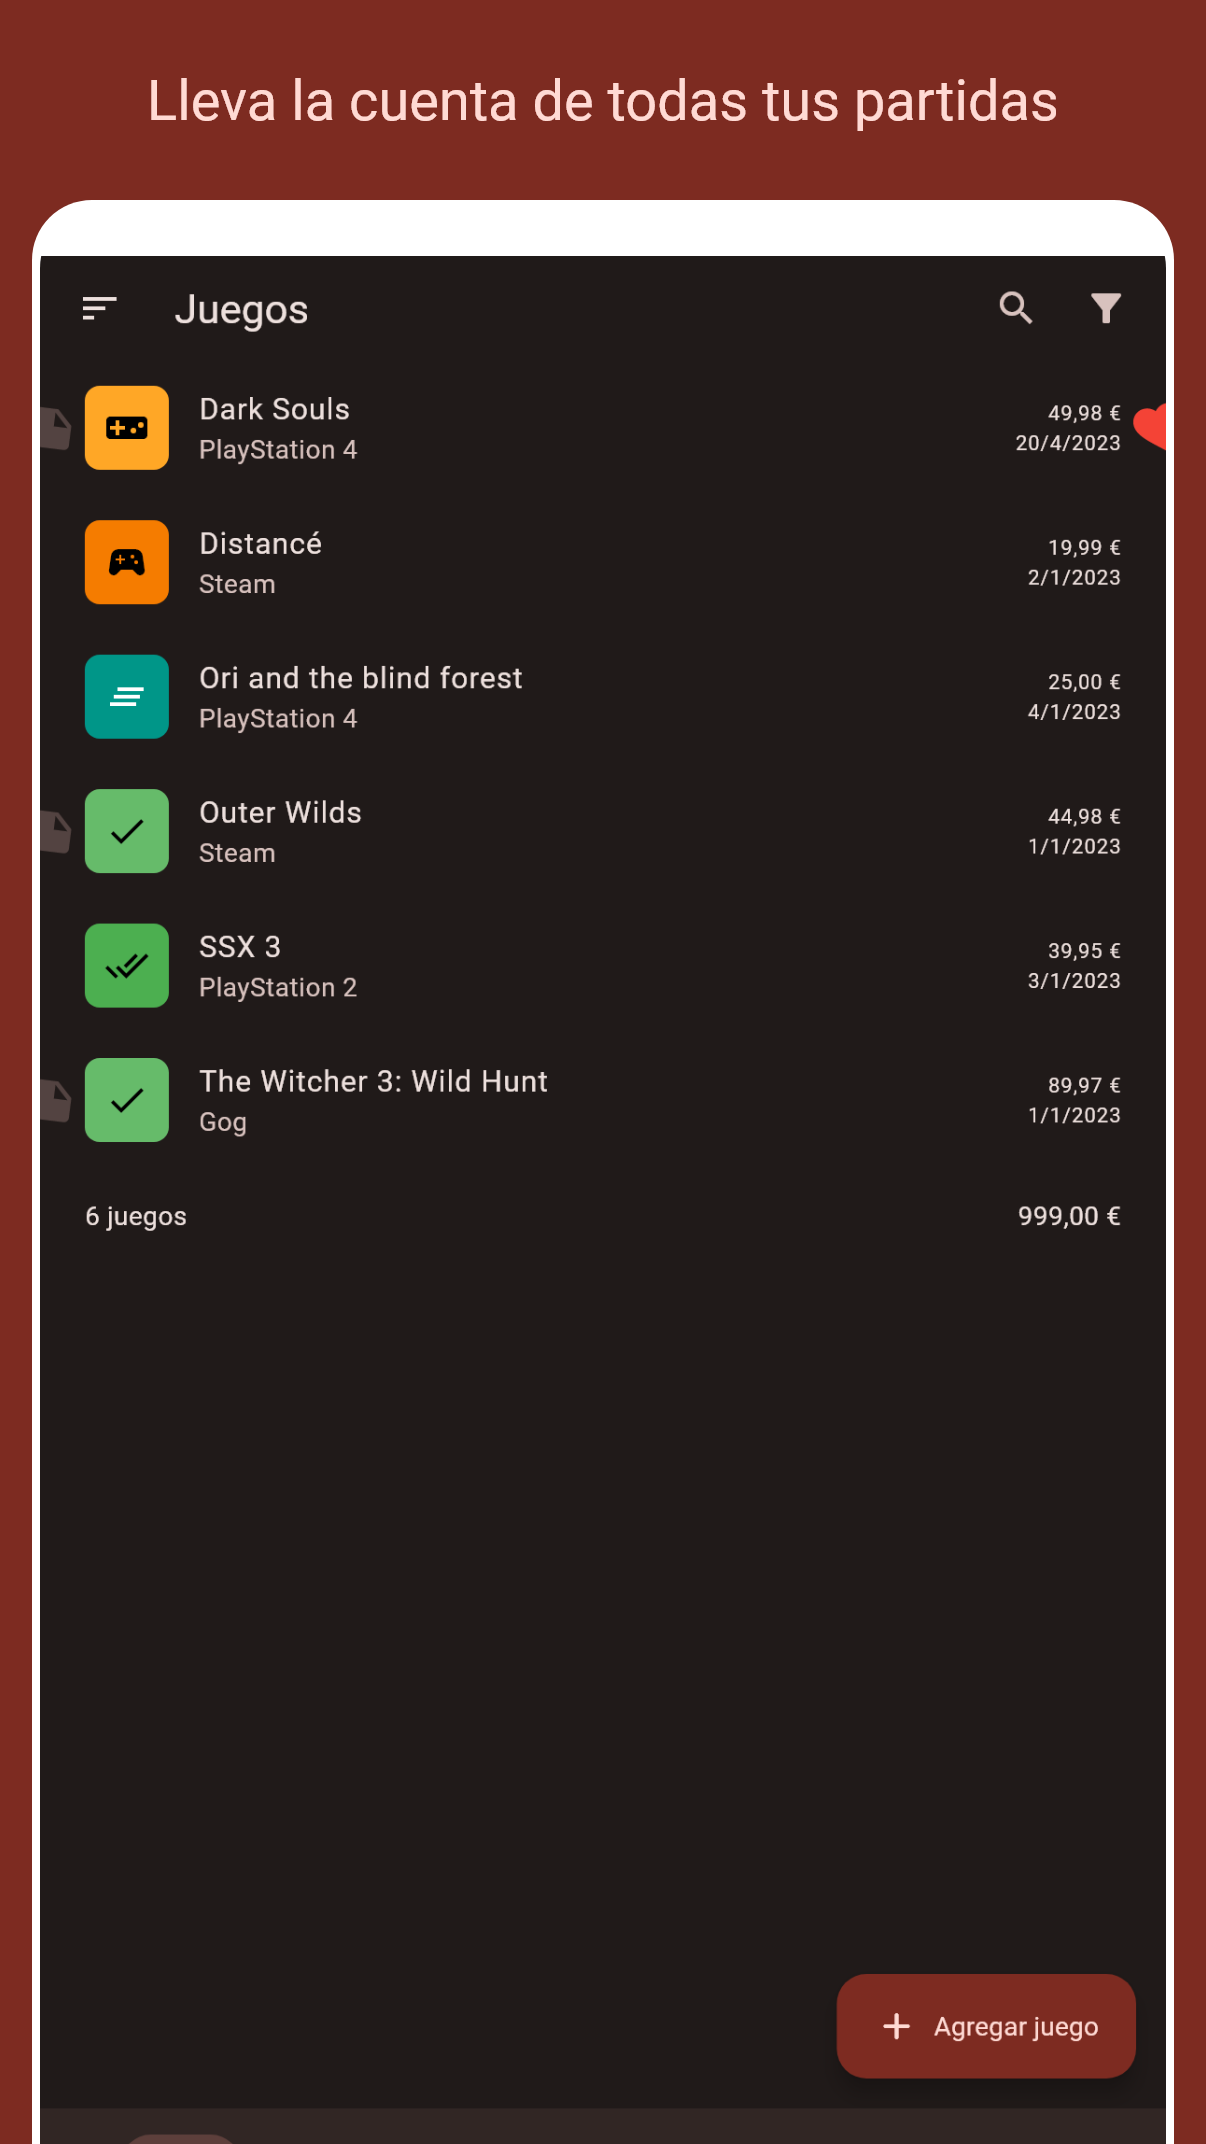 Lleva la cuenta de todas tus partidas
Juegos
Dark Souls
PlayStation 4
49,98 €
20/4/2023
Distancé
Steam
19,99 €
2/1/2023
Ori and the blind forest
PlayStation 4
25,00 €
4/1/2023
Outer Wilds
Steam
44,98 €
1/1/2023
SSX 3
PlayStation 2
39,95 €
3/1/2023
The Witcher 3: Wild Hunt
Gog
89,97 €
1/1/2023
6 juegos
999,00 €
Agregar juego